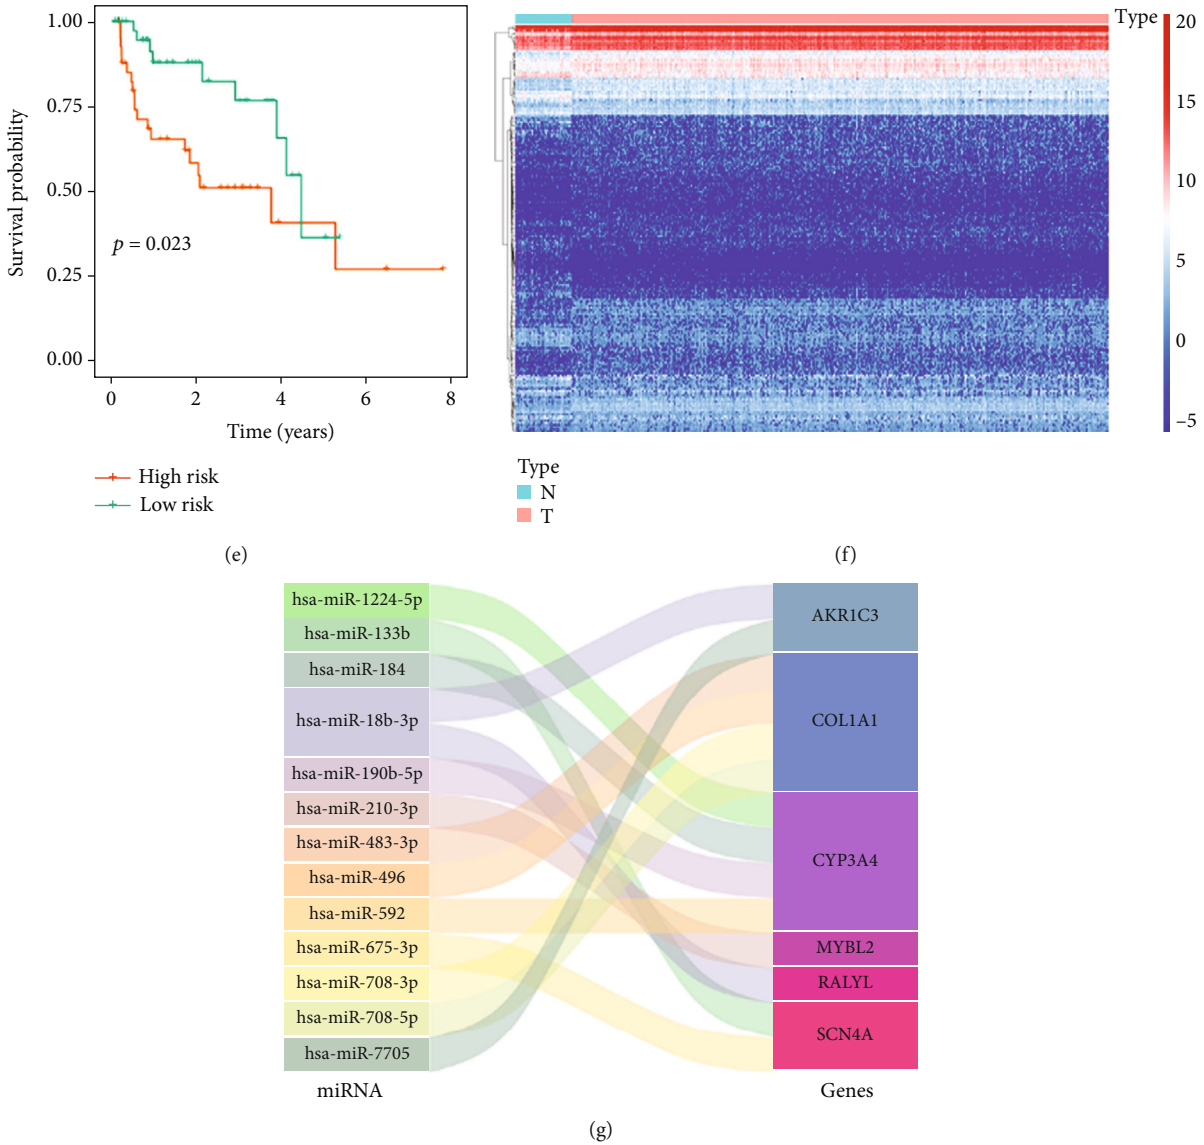 1.00
0.75
0.50
0.25
0.00
Survival probability
p = 0.023
0 2 4 6 8
Time (years)
High risk
Low risk
(e)
Type
20
15
10
5
0
−5
Type
N
T
(f)
hsa-miR-1224-5p
hsa-miR-133b
hsa-miR-184
hsa-miR-18b-3p
hsa-miR-190b-5p
hsa-miR-210-3p
hsa-miR-483-3p
hsa-miR-496
hsa-miR-592
hsa-miR-675-3p
hsa-miR-708-3p
hsa-miR-708-5p
hsa-miR-7705
miRNA
AKR1C3
COL1A1
CYP3A4
MYBL2
RALYL
SCN4A
Genes
(g)